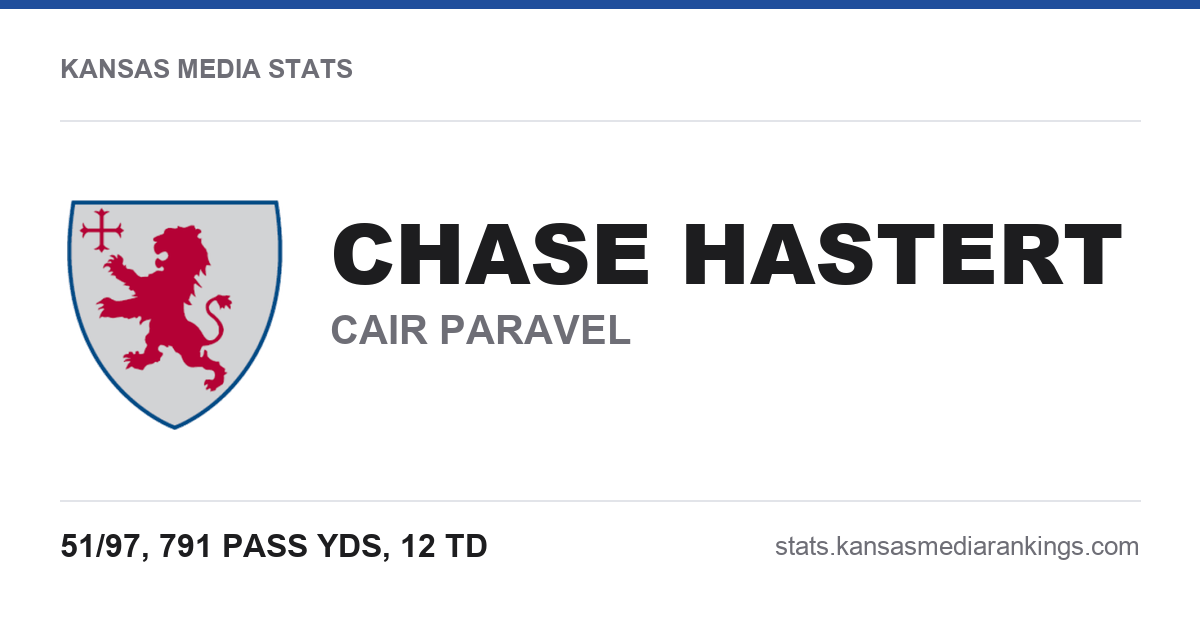 KANSAS MEDIA STATS
CHASE HASTERT
CAIR PARAVEL
51/97, 791 PASS YDS, 12 TD
stats.kansasmediarankings.com